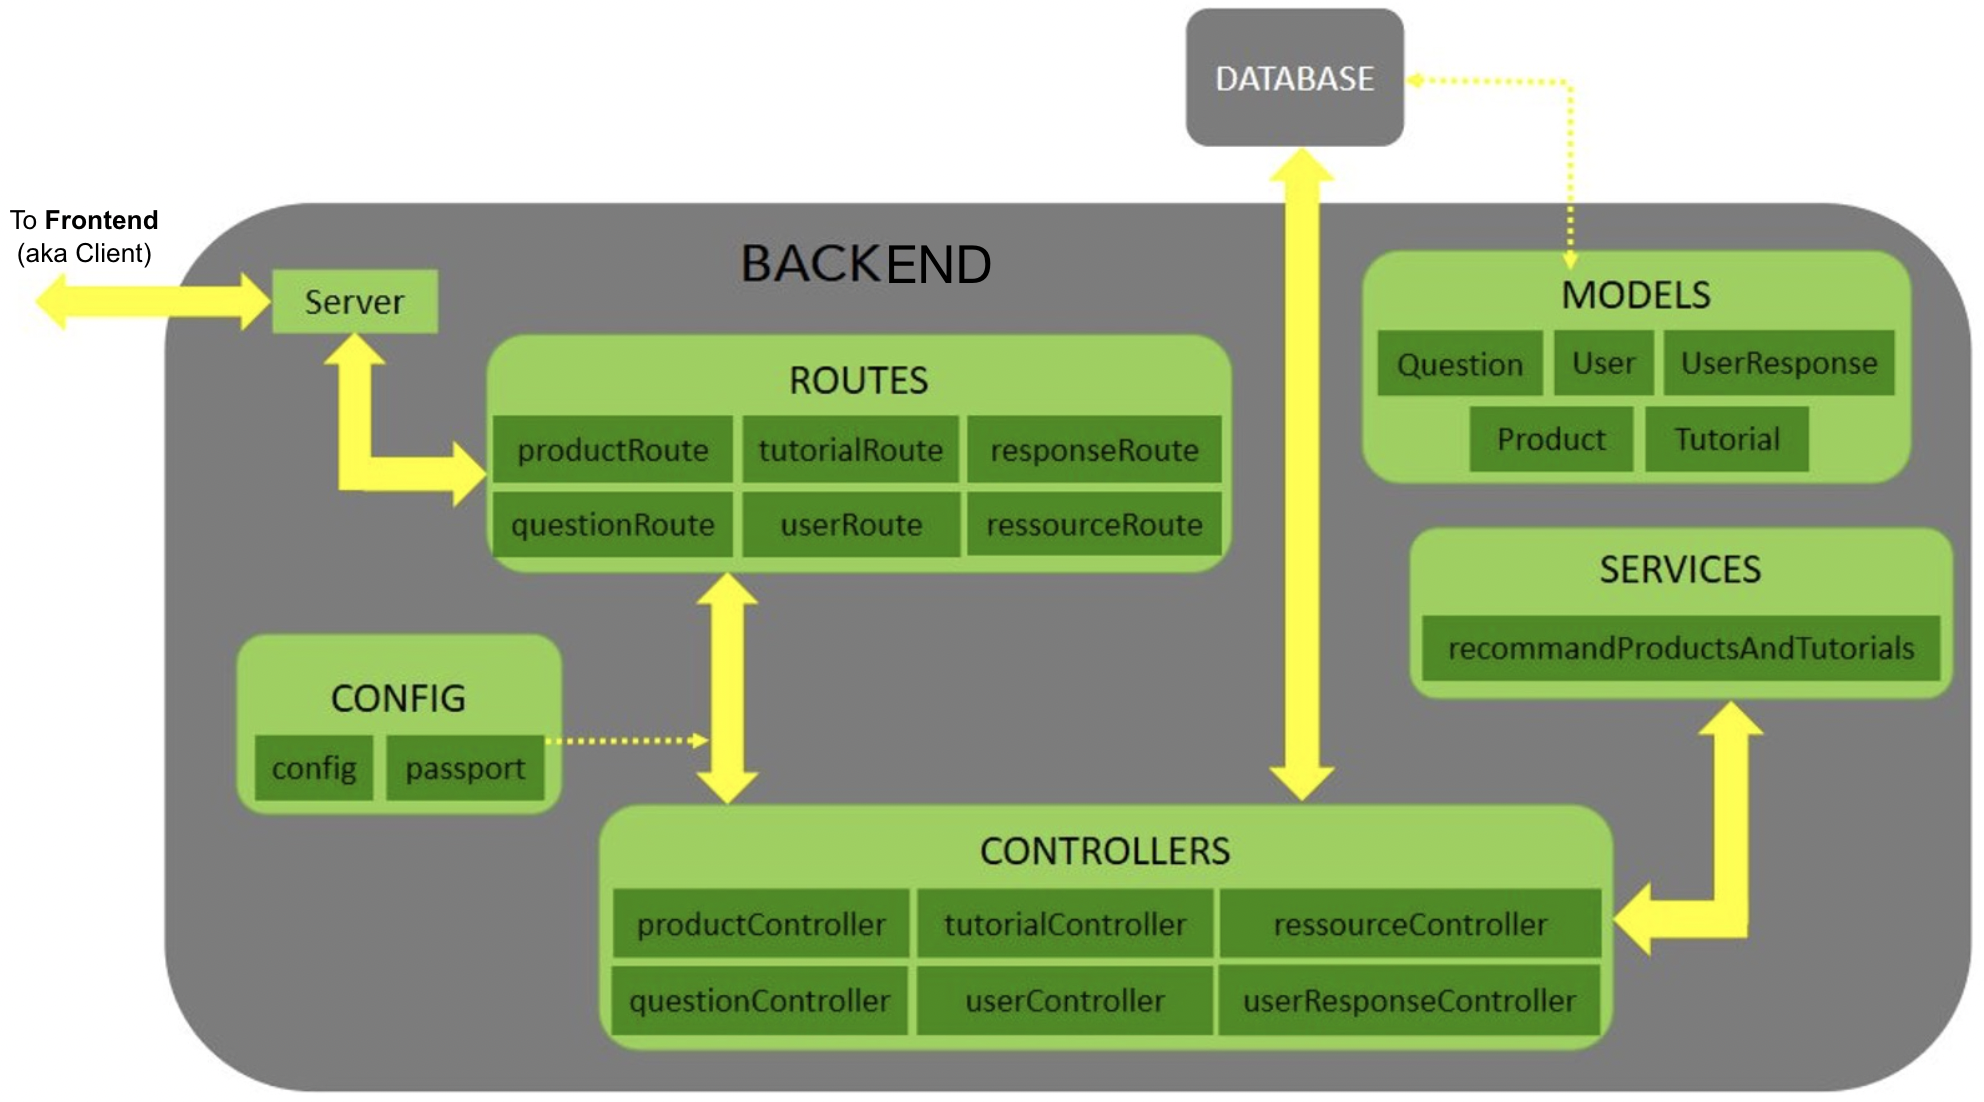 DATABASE
To Frontend
(aka Client)
BACKEND
Server
MODELS
Question User UserResponse
Product Tutorial
ROUTES
productRoute tutorialRoute responseRoute
questionRoute userRoute ressourceRoute
SERVICES
recommandProductsAndTutorials
CONFIG
config passport
CONTROLLERS
productController tutorialController ressourceController
questionController userController userResponseController